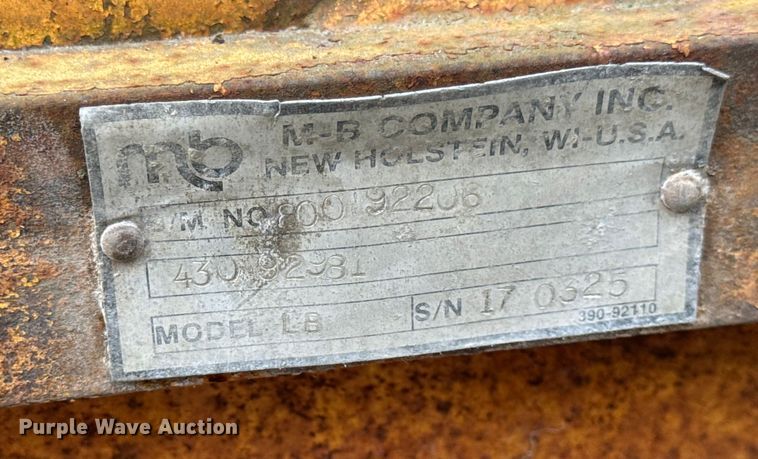 mb
M-B COMPANY INC.
NEW HOLSTEIN, WI-U.S.A.
B/M. NO 800 92206
430 92981
MODEL LB
S/N 17 0325
390-92110
Purple Wave Auction